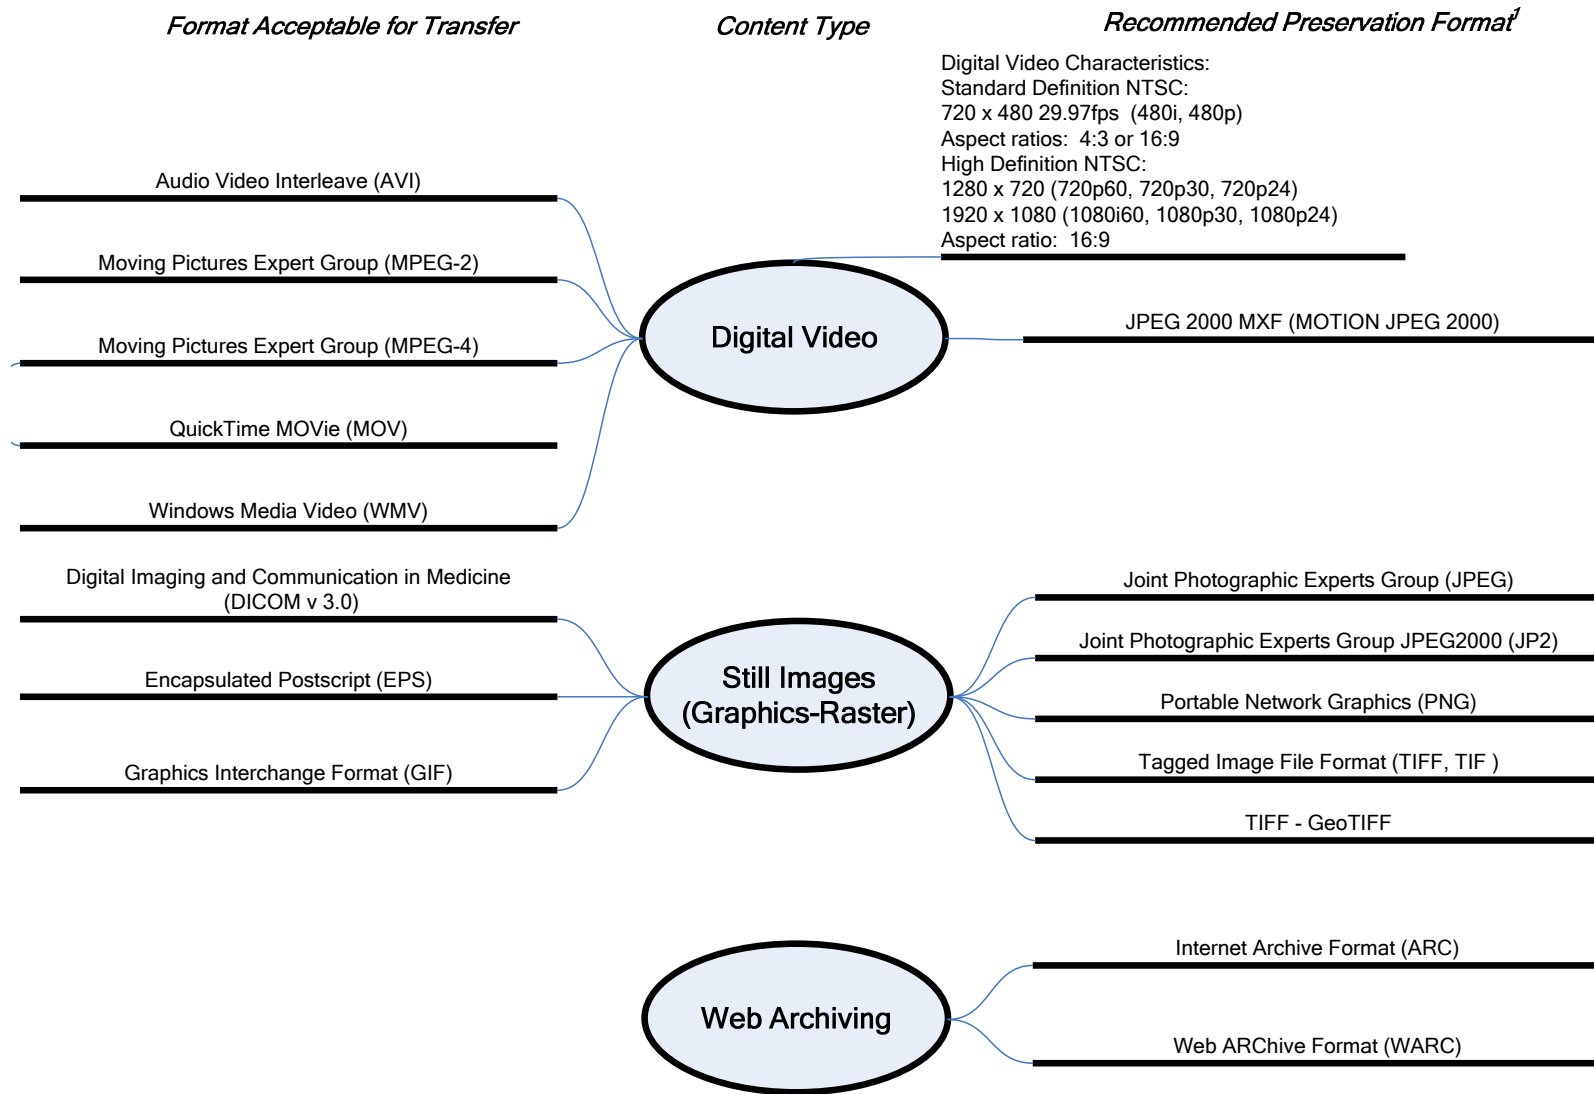 Format Acceptable for Transfer
Content Type
Recommended Preservation Format1
Digital Video Characteristics:
Standard Definition NTSC:
720 x 480 29.97fps  (480i, 480p)
Aspect ratios:  4:3 or 16:9
High Definition NTSC:
1280 x 720 (720p60, 720p30, 720p24)
1920 x 1080 (1080i60, 1080p30, 1080p24)
Aspect ratio:  16:9
Audio Video Interleave (AVI)
Moving Pictures Expert Group (MPEG-2)
Moving Pictures Expert Group (MPEG-4)
QuickTime MOVie (MOV)
Windows Media Video (WMV)
Digital Video
JPEG 2000 MXF (MOTION JPEG 2000)
Digital Imaging and Communication in Medicine
(DICOM v 3.0)
Encapsulated Postscript (EPS)
Graphics Interchange Format (GIF)
Still Images
(Graphics-Raster)
Joint Photographic Experts Group (JPEG)
Joint Photographic Experts Group JPEG2000 (JP2)
Portable Network Graphics (PNG)
Tagged Image File Format (TIFF, TIF )
TIFF - GeoTIFF
Web Archiving
Internet Archive Format (ARC)
Web ARChive Format (WARC)